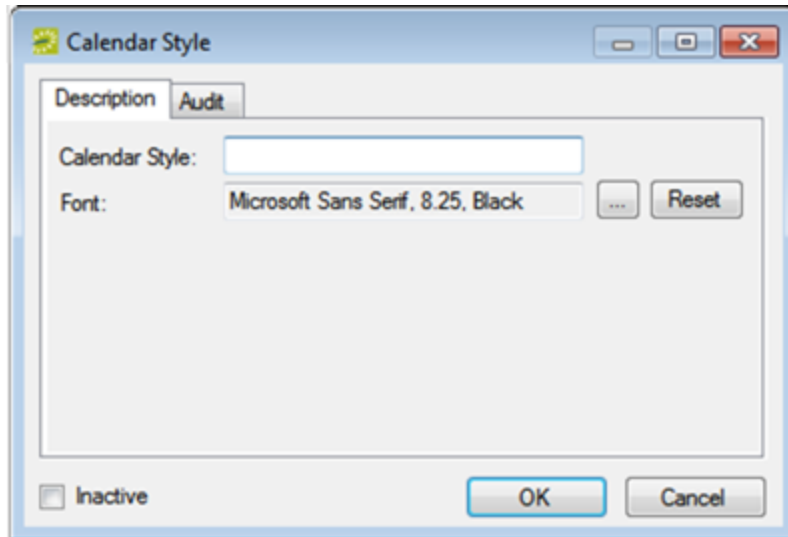 Calendar Style
Description Audit
Calendar Style:
Font: Microsoft Sans Serif, 8.25, Black ... Reset
Inactive OK Cancel